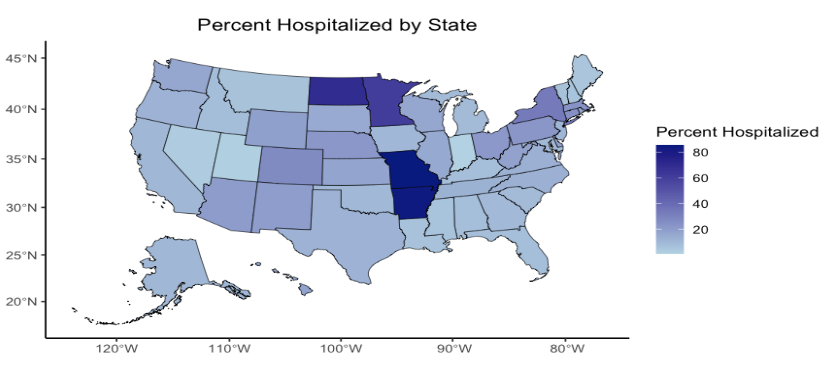 Percent Hospitalized by State
45°N
40°N
35°N
30°N
25°N
20°N
120°W 110°W 100°W 90°W 80°W
Percent Hospitalized
80
60
40
20